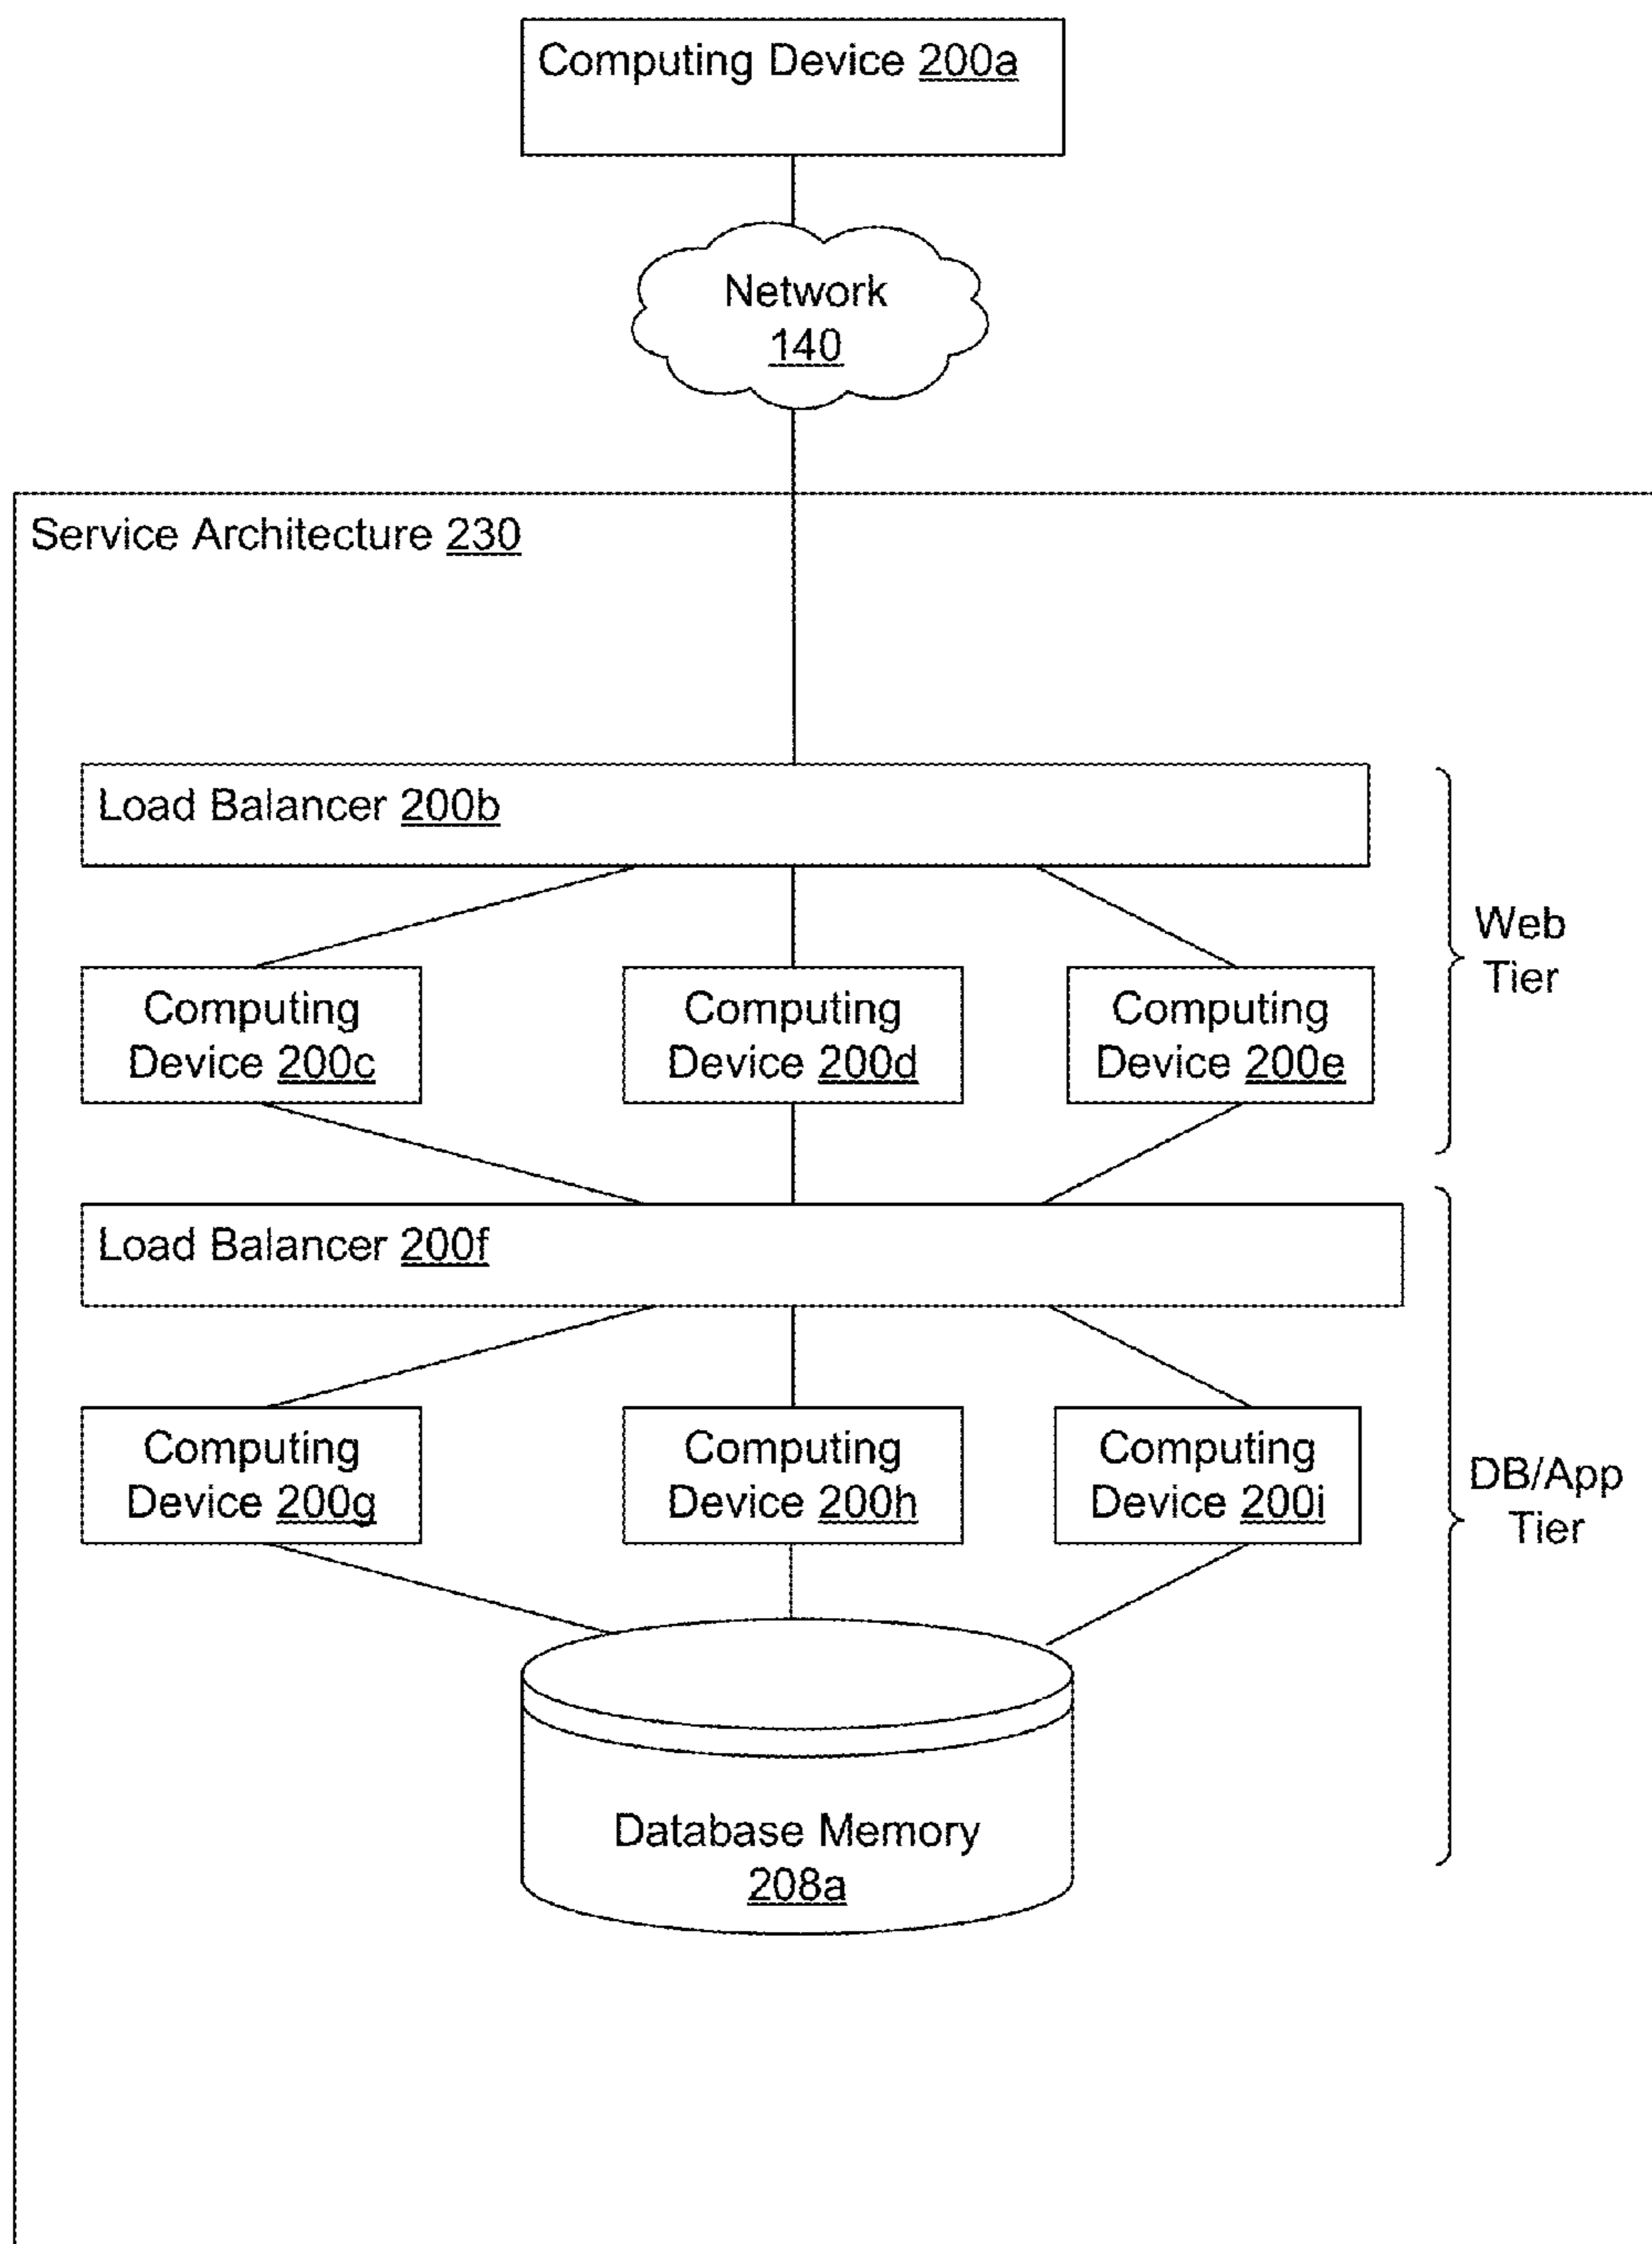 Computing Device 200a
Network
140
Service Architecture 230
Load Balancer 200b
Web
Tier
Computing
Device 200c
Computing
Device 200d
Computing
Device 200e
Load Balancer 200f
Computing
Device 200g
Computing
Device 200h
Computing
Device 200i
DB/App
Tier
Database Memory
208a